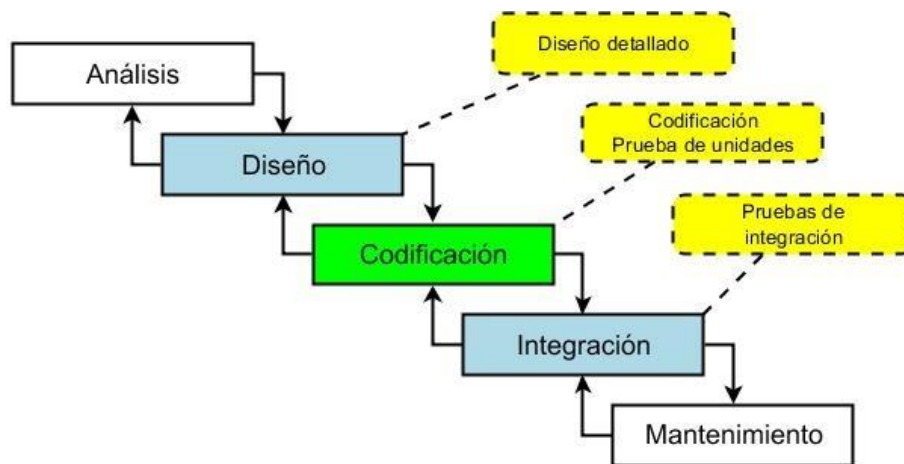 Diseño detallado
Análisis
Codificación
Prueba de unidades
Diseño
Pruebas de
integración
Codificación
Integración
Mantenimiento